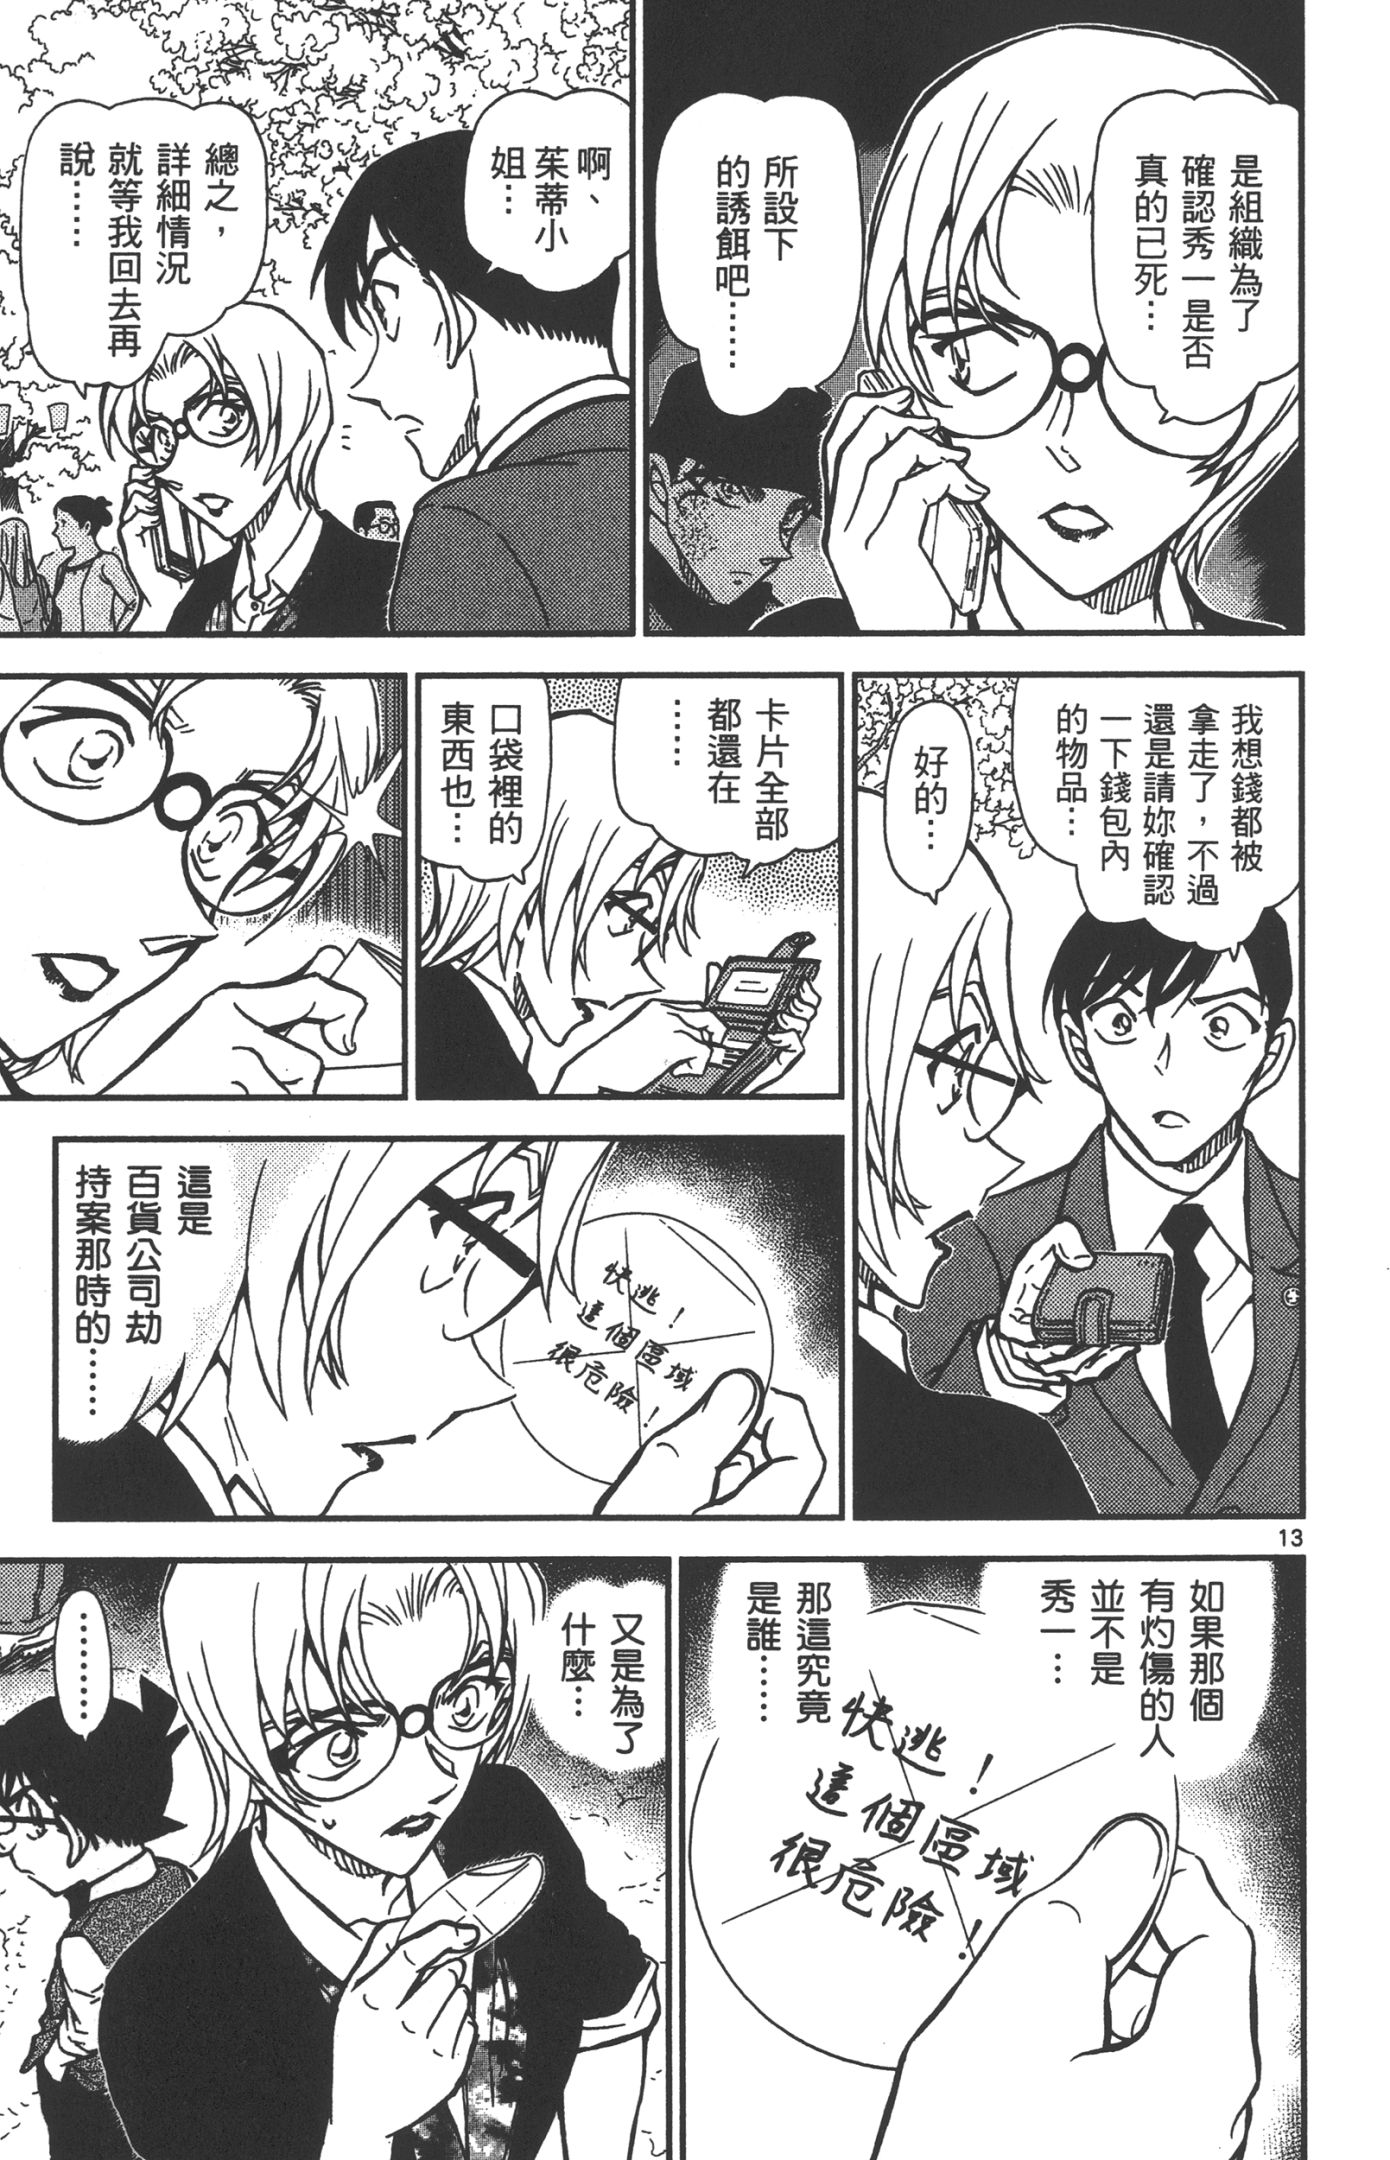 是組織為了
確認秀一是否
真的已死…
所設下
的誘餌吧……
啊、
茱蒂小
姐…
總之，
詳細情況
就等我回去再
說……
我想錢都被
拿走了，不過
還是請妳確認
一下錢包內
的物品…
好的…
卡片全部
都還在
……
口袋裡的
東西也…
快逃！
這個區域
很危險！
這是
百貨公司劫
持案那時的……
13
如果那個
有灼傷的人
並不是
秀一…
那這究竟
是誰……
快逃！
這個區域
很危險！
又是為了
什麼…
………